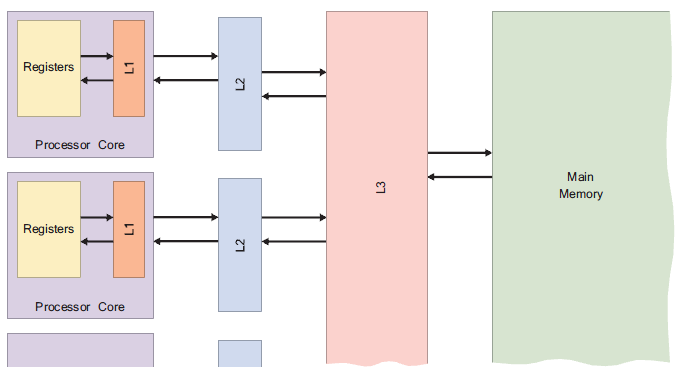 Registers
L1
L2
L3
Main
Memory
Processor Core
Registers
L1
L2
Processor Core